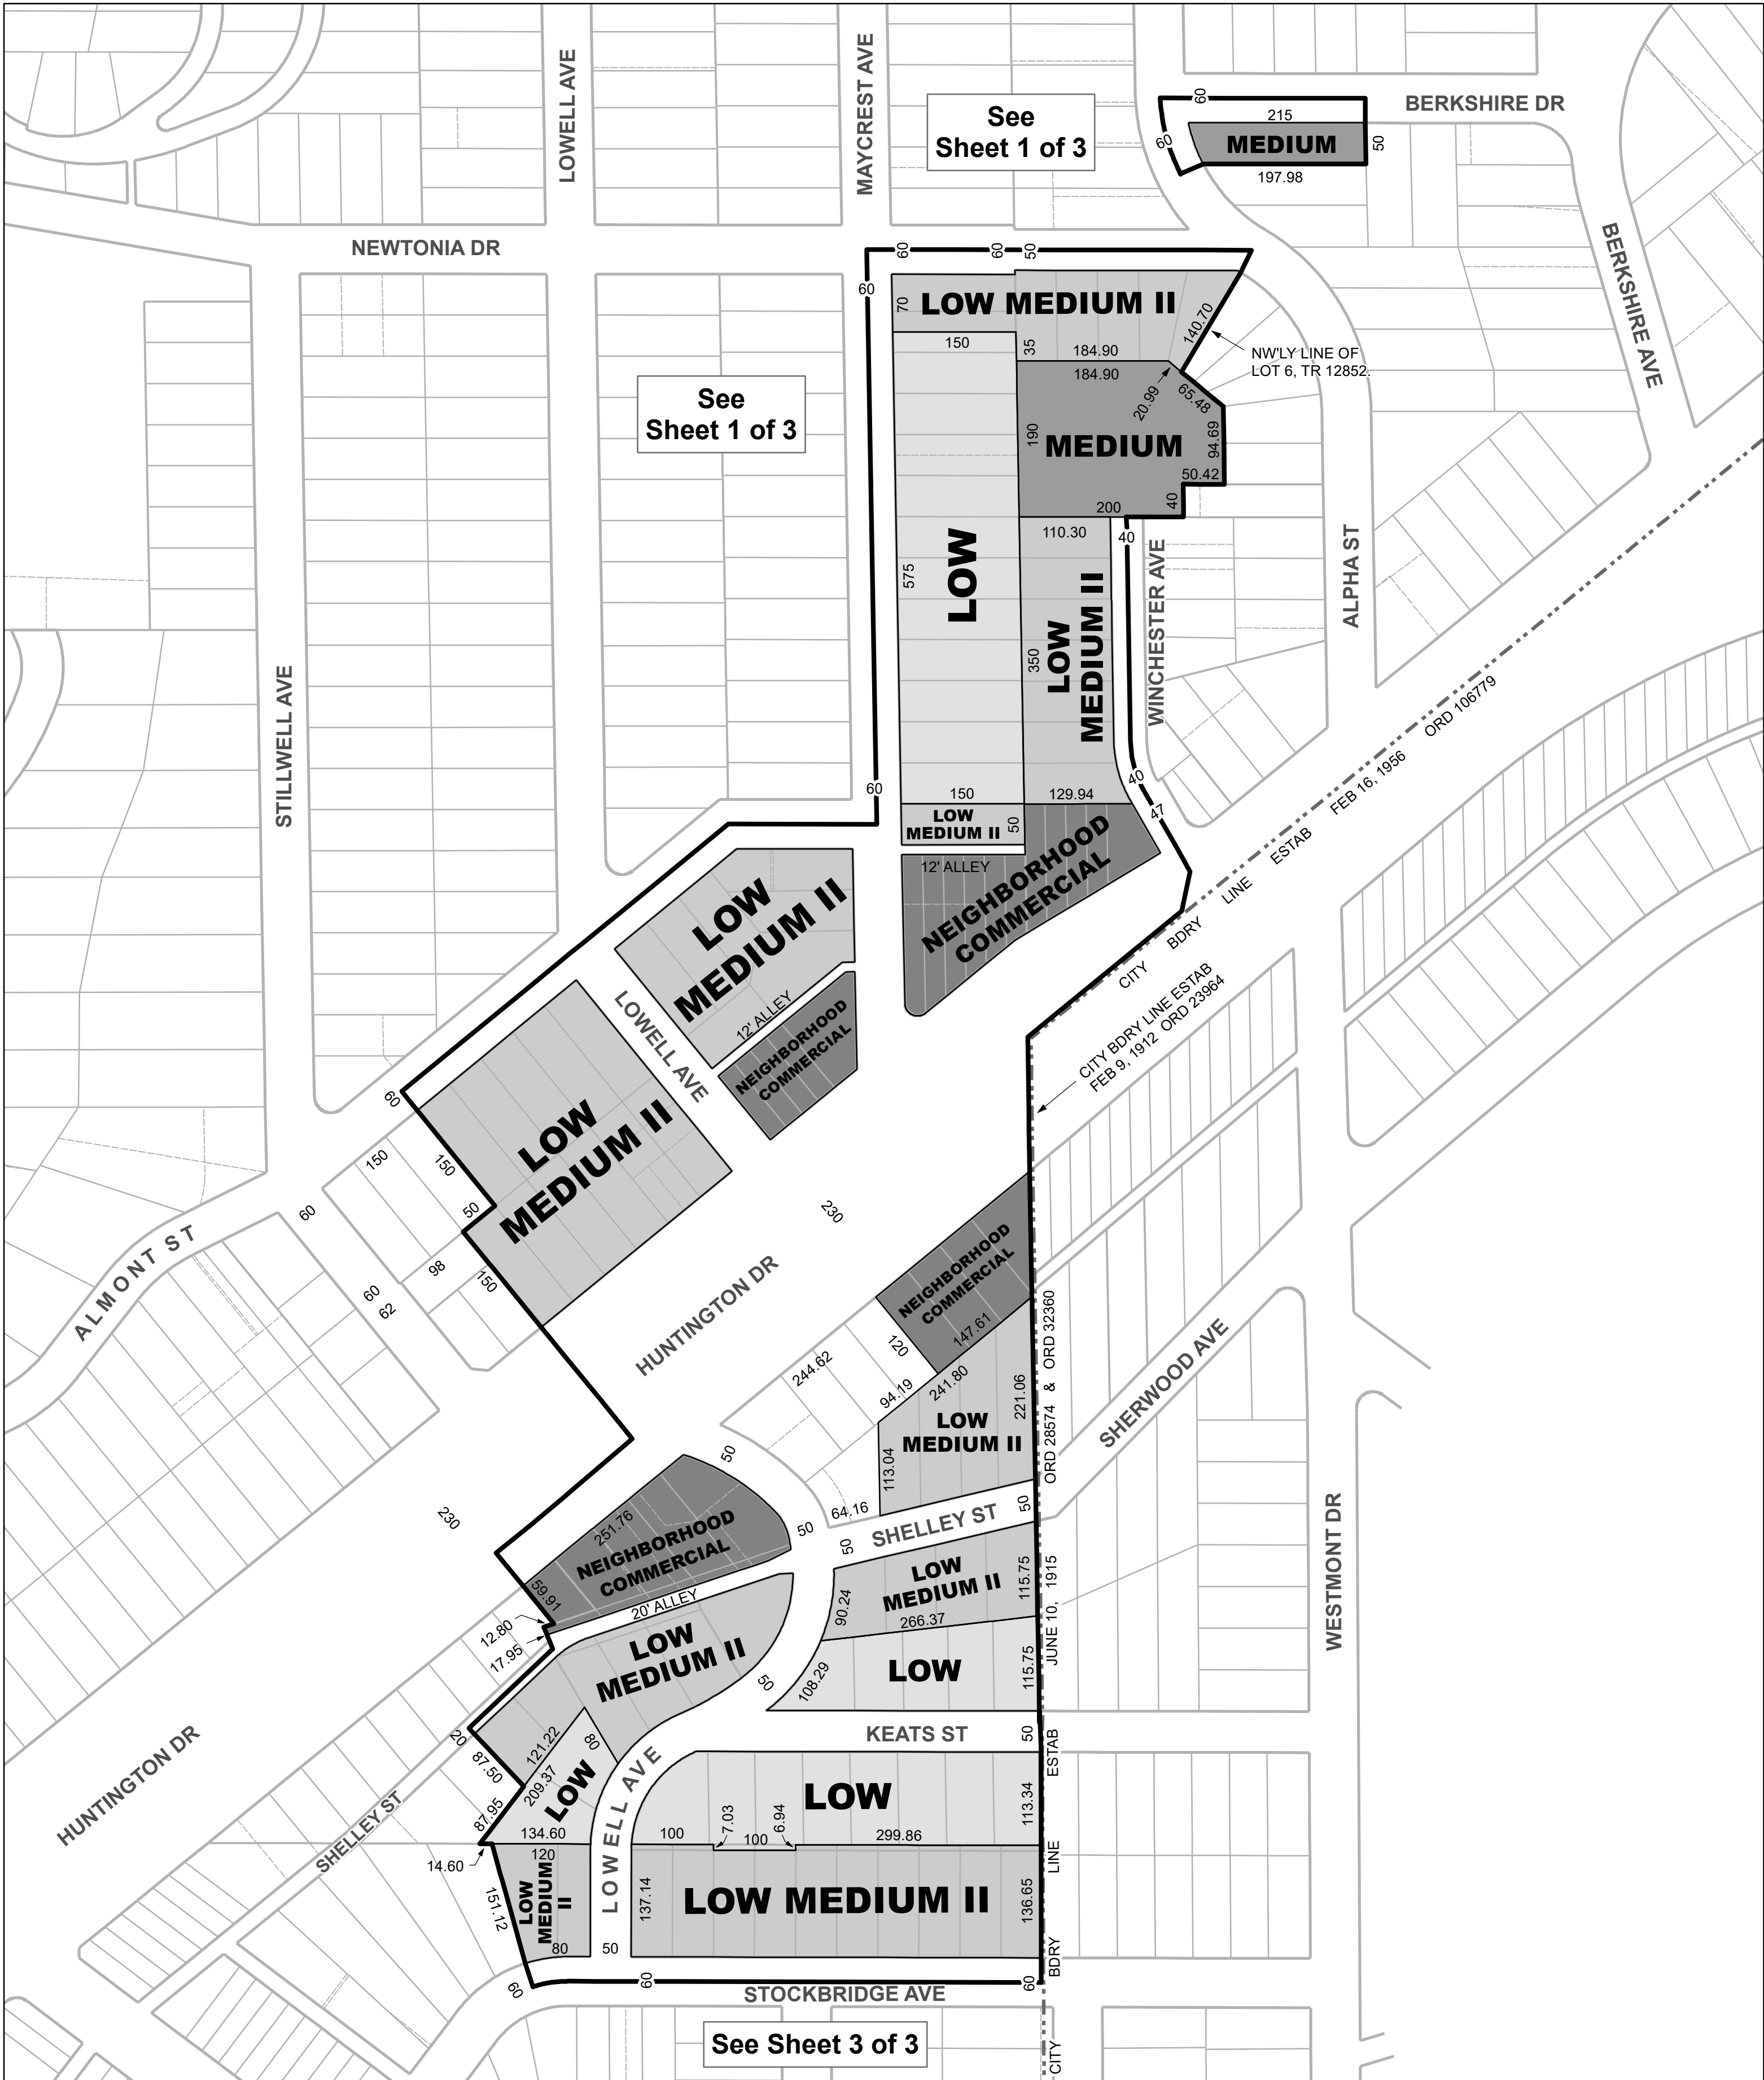 LOWELL AVE
MAYCREST AVE
See
Sheet 1 of 3
60
BERKSHIRE DR
215
60
MEDIUM
50
197.98
NEWTONIA DR
BERKSHIRE AVE
60
60
50
60
70
LOW MEDIUM II
140.70
150
35
184.90
NW'LY LINE OF
LOT 6, TR 12852.
184.90
20.99
65.48
See
Sheet 1 of 3
190
MEDIUM
94.69
50.42
40
200
110.30
40
575
LOW
LOW
MEDIUM II
350
WINCHESTER AVE
ALPHA ST
STILLWELL AVE
ORD 106779
FEB 16, 1956
ESTAB
LINE
BDRY
CITY
60
150
129.94
40
47
LOW
MEDIUM II
50
12' ALLEY
NEIGHBORHOOD
COMMERCIAL
LOW
MEDIUM II
12' ALLEY
NEIGHBORHOOD
COMMERCIAL
LOWELL AVE
CITY BDRY LINE ESTAB
FEB 9, 1912 ORD 23964
60
LOW
MEDIUM II
150
150
50
60
98
150
60
62
ALMONT ST
230
HUNTINGTON DR
NEIGHBORHOOD
COMMERCIAL
147.61
120
244.62
94.19
241.80
221.06
LOW
MEDIUM II
113.04
ORD 28574 & ORD 32360
SHERWOOD AVE
WESTMONT DR
50
64.16
50
SHELLEY ST
50
50
230
251.76
NEIGHBORHOOD
COMMERCIAL
59.91
20' ALLEY
12.80
17.95
LOW
MEDIUM II
90.24
266.37
115.75
JUNE 10, 1915
LOW
MEDIUM II
50
108.29
LOW
115.75
KEATS ST
50
ESTAB
20
87.50
121.22
80
209.37
LOW
87.95
134.60
LOWELL AVE
LOW
113.34
100
7.03
100
6.94
299.86
LINE
HUNTINGTON DR
SHELLEY ST
14.60
120
151.12
LOW
MEDIUM
II
80
50
137.14
LOW MEDIUM II
136.65
BDRY
60
60
60
STOCKBRIDGE AVE
See Sheet 3 of 3
CITY